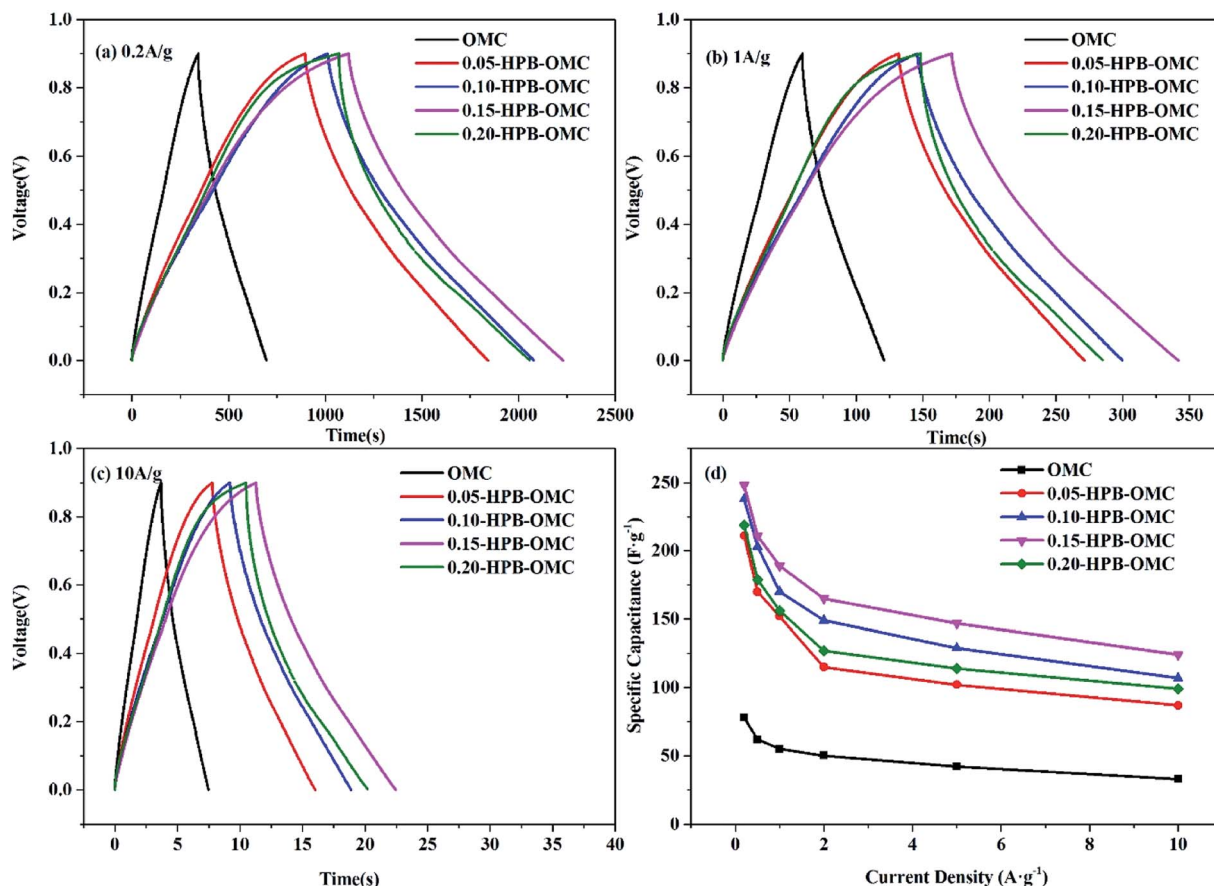 (a) 0.2A/g
OMC
0.05-HPB-OMC
0.10-HPB-OMC
0.15-HPB-OMC
0.20-HPB-OMC
Voltage(V)
1.0
0.8
0.6
0.4
0.2
0.0
0 500 1000 1500 2000 2500
Time(s)
(b) 1A/g
OMC
0.05-HPB-OMC
0.10-HPB-OMC
0.15-HPB-OMC
0.20-HPB-OMC
Voltage(V)
1.0
0.8
0.6
0.4
0.2
0.0
0 50 100 150 200 250 300 350
Time(s)
(c) 10A/g
OMC
0.05-HPB-OMC
0.10-HPB-OMC
0.15-HPB-OMC
0.20-HPB-OMC
Voltage(V)
1.0
0.8
0.6
0.4
0.2
0.0
0 5 10 15 20 25 30 35 40
Time(s)
(d)
OMC
0.05-HPB-OMC
0.10-HPB-OMC
0.15-HPB-OMC
0.20-HPB-OMC
Specific Capacitance (F·g⁻¹)
250
200
150
100
50
0
0 2 4 6 8 10
Current Density (A·g⁻¹)